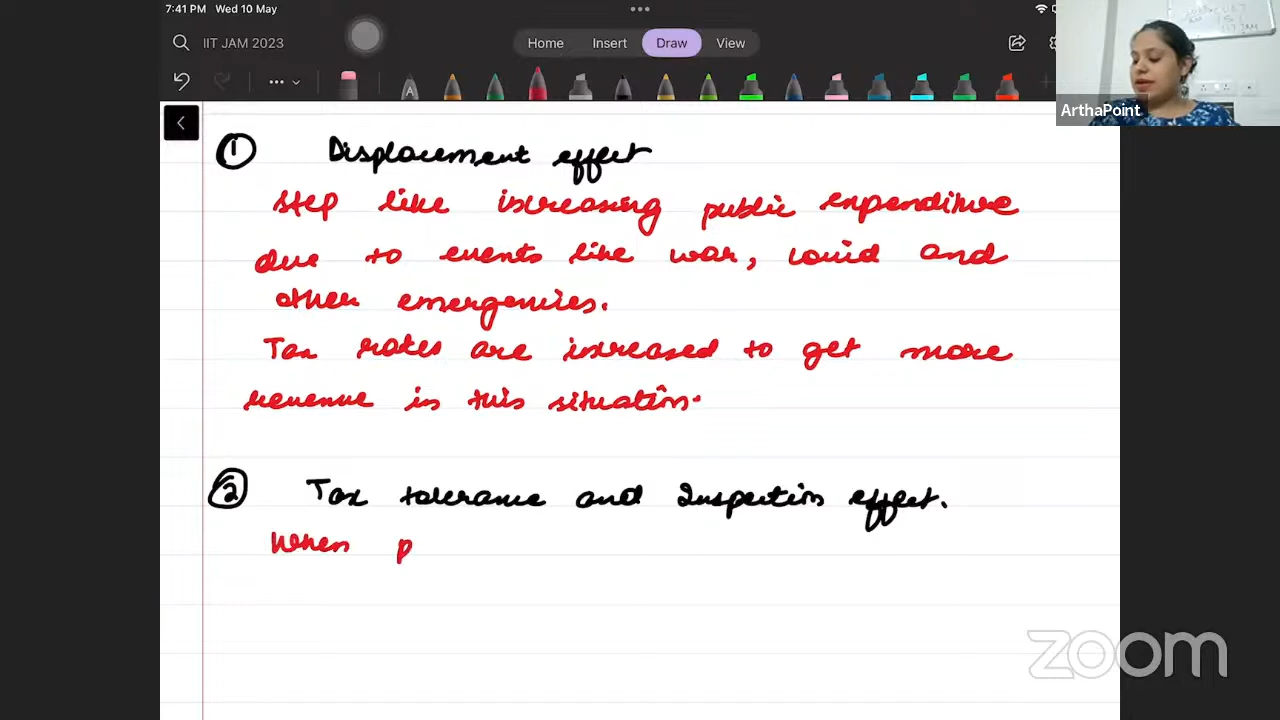 7:41 PM Wed 10 May
IIT JAM 2023
Home Insert Draw View
ArthaPoint
① Displacement effect
Step like increasing public expenditure
due to events like war, covid and
other emergencies.
Tax rates are increased to get more
revenue in this situation.
② Tax tolerance and Inspection effect.
When p
zoom